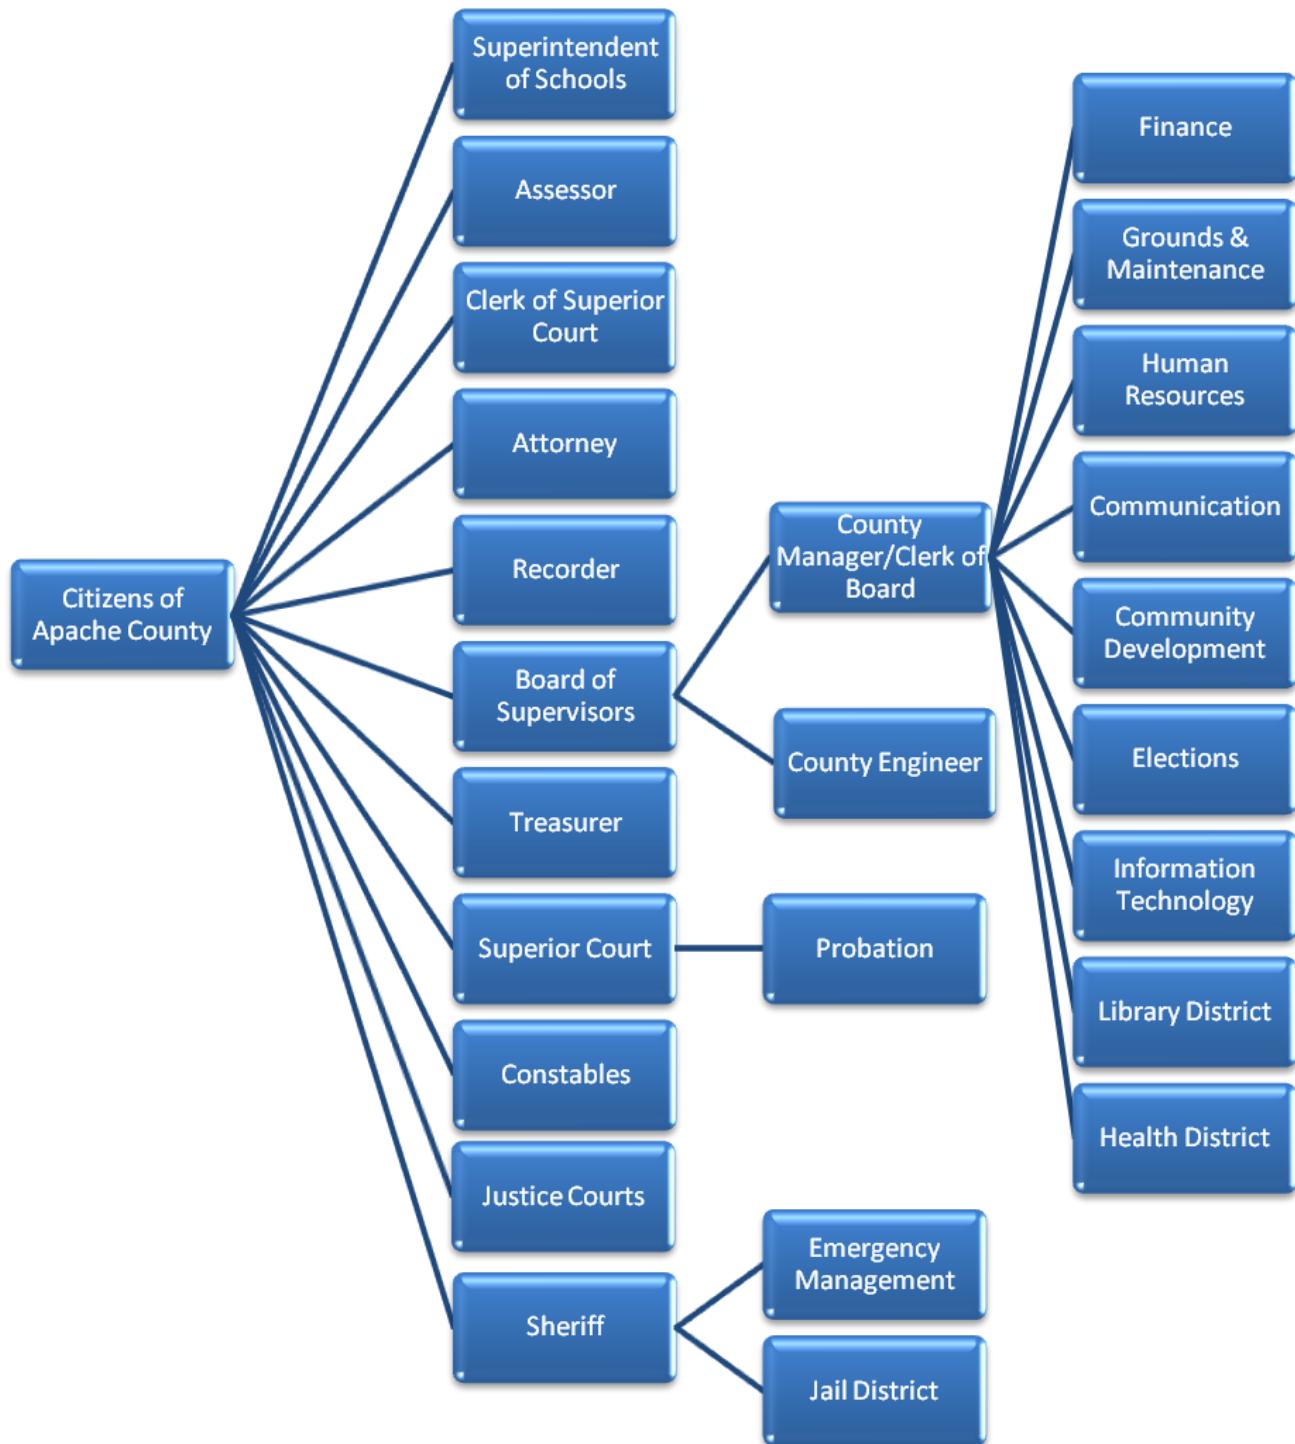 Citizens of
Apache County
Superintendent
of Schools
Assessor
Clerk of Superior
Court
Attorney
Recorder
Board of
Supervisors
Treasurer
Superior Court
Constables
Justice Courts
Sheriff
County
Manager/Clerk of
Board
County Engineer
Probation
Emergency
Management
Jail District
Finance
Grounds &
Maintenance
Human
Resources
Communication
Community
Development
Elections
Information
Technology
Library District
Health District